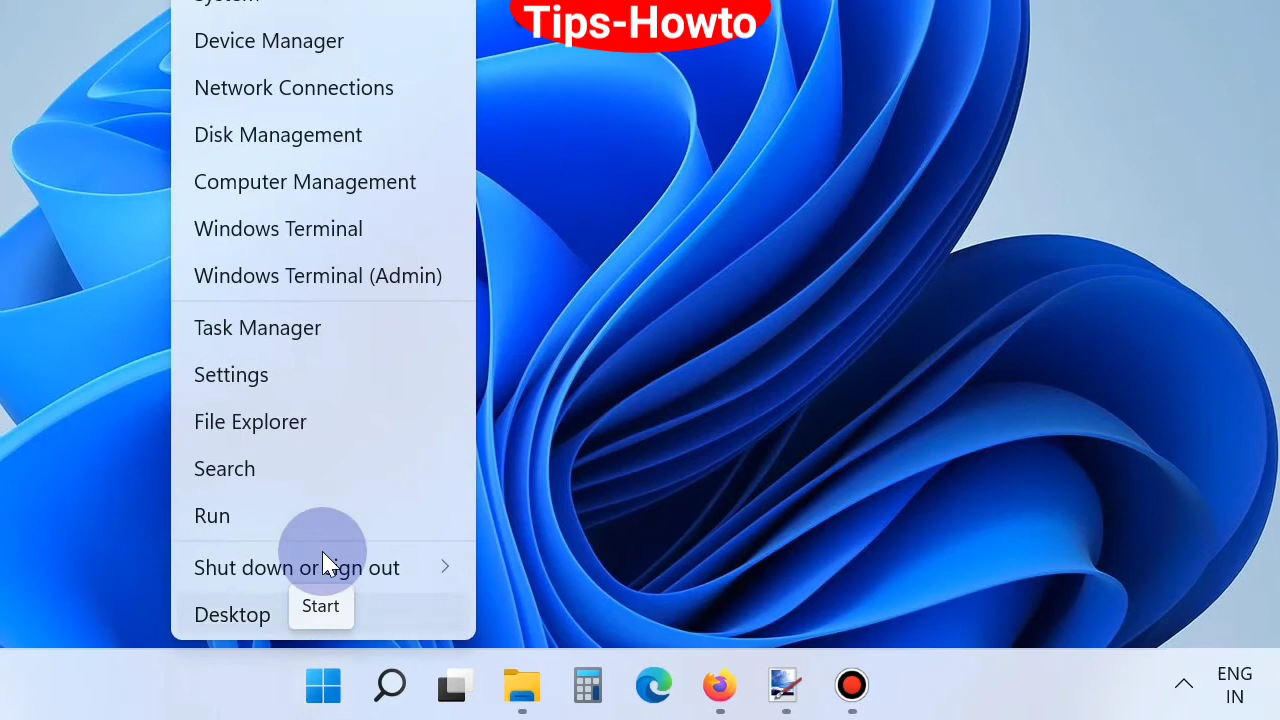 Tips-Howto
System
Device Manager
Network Connections
Disk Management
Computer Management
Windows Terminal
Windows Terminal (Admin)
Task Manager
Settings
File Explorer
Search
Run
Shut down or sign out
Desktop
Start
ENG
IN